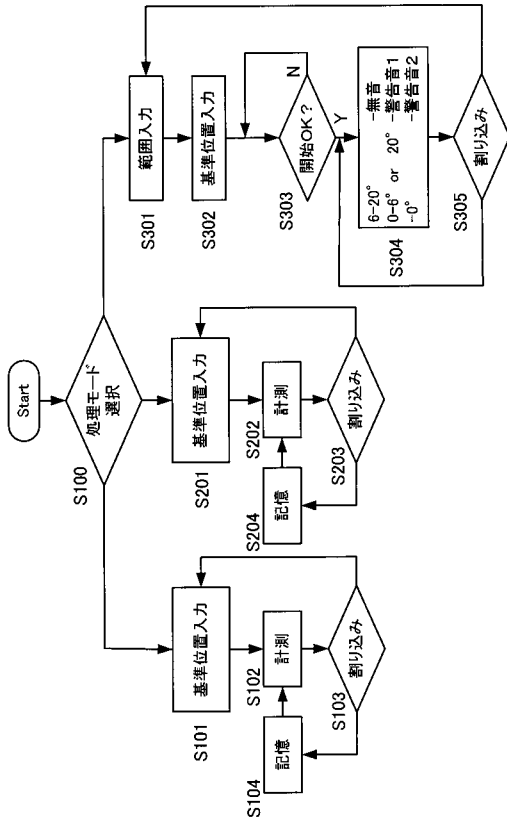 Start
処理モード
選択
S100
基準位置入力
S101
計測
S102
割り込み
S103
記憶
S104
基準位置入力
S201
計測
S202
割り込み
S203
記憶
S204
範囲入力
S301
基準位置入力
S302
開始OK?
S303
N
Y
6-20° -無音
0-6° or 20° -警告音1
-0° -警告音2
S304
割り込み
S305